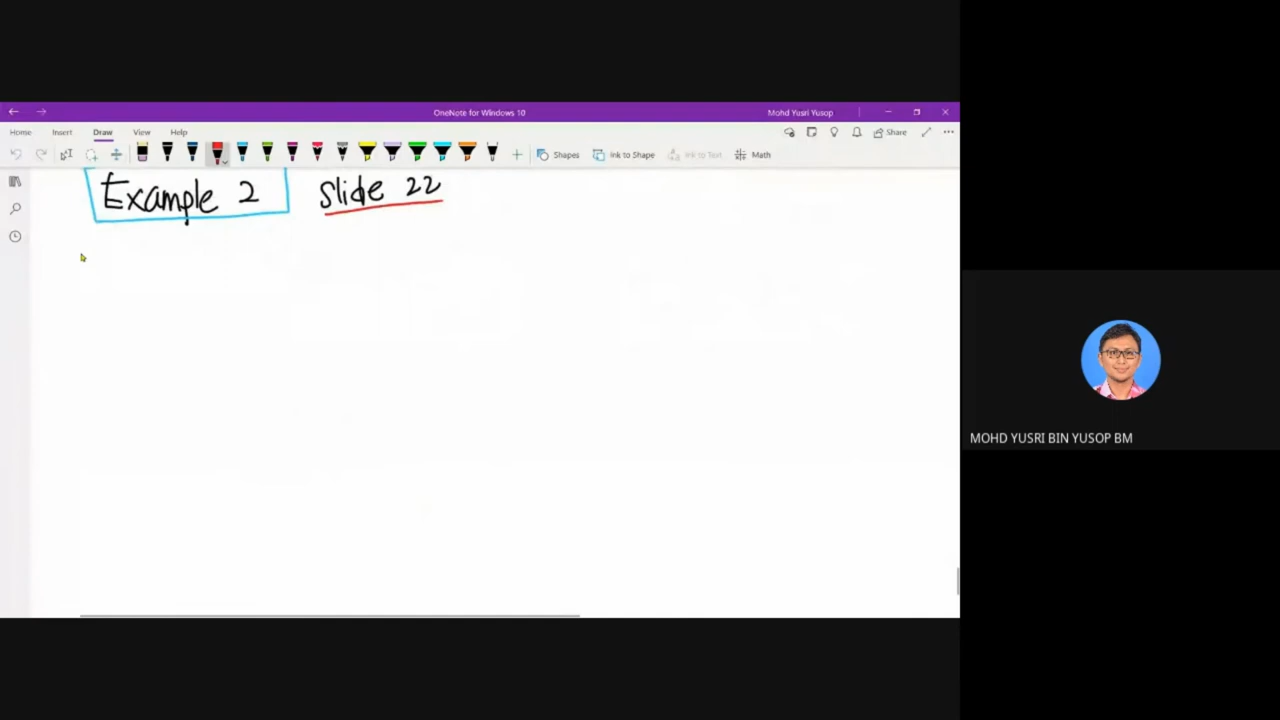 OneNote for Windows 10
Mohd Yusri Yusop
Home Insert Draw View Help
Share
Shapes Ink to Shape Ink to Text Math
Example 2 Slide 22
MOHD YUSRI BIN YUSOP BM